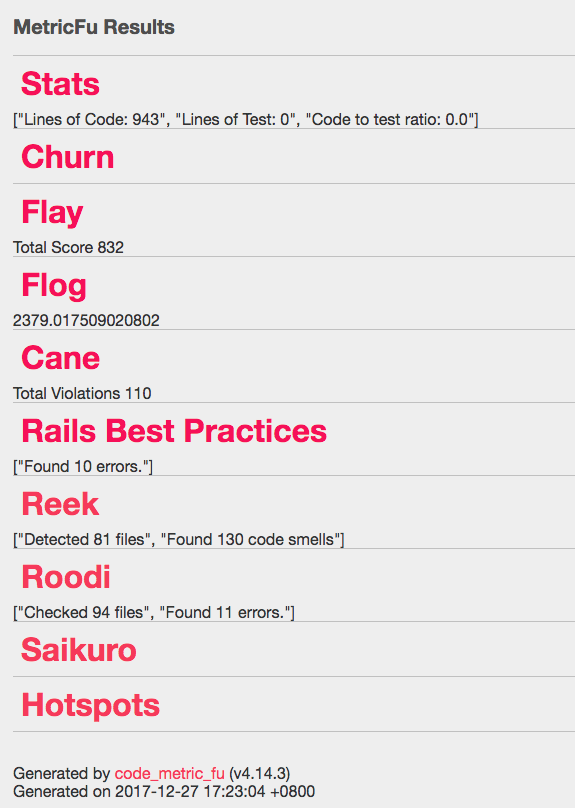 MetricFu Results
Stats
["Lines of Code: 943", "Lines of Test: 0", "Code to test ratio: 0.0"]
Churn
Flay
Total Score 832
Flog
2379.017509020802
Cane
Total Violations 110
Rails Best Practices
["Found 10 errors."]
Reek
["Detected 81 files", "Found 130 code smells"]
Roodi
["Checked 94 files", "Found 11 errors."]
Saikuro
Hotspots
Generated by code_metric_fu (v4.14.3)
Generated on 2017-12-27 17:23:04 +0800